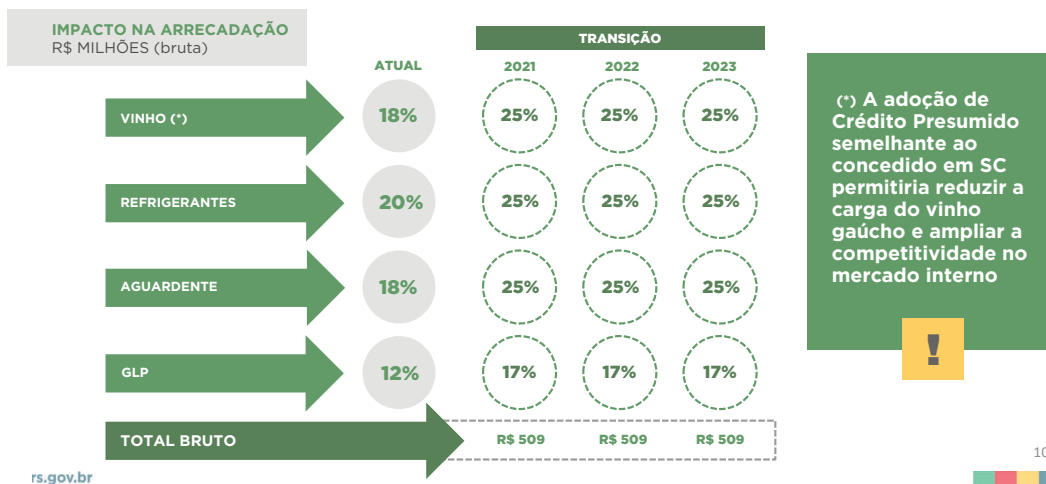 IMPACTO NA ARRECADAÇÃO
R$ MILHÕES (bruta)
TRANSIÇÃO
ATUAL 2021 2022 2023
VINHO (*) 18% 25% 25% 25%
REFRIGERANTES 20% 25% 25% 25%
AGUARDENTE 18% 25% 25% 25%
GLP 12% 17% 17% 17%
TOTAL BRUTO R$ 509 R$ 509 R$ 509
(*) A adoção de
Crédito Presumido
semelhante ao
concedido em SC
permitiria reduzir a
carga do vinho
gaúcho e ampliar a
competitividade no
mercado interno
!
10
rs.gov.br